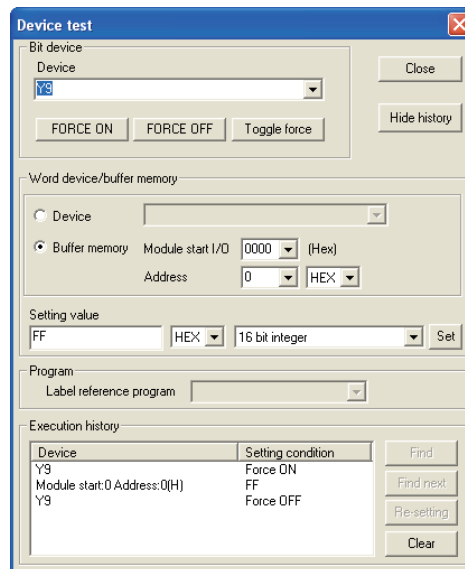 Device test
Bit device
Device
Y9
Close
FORCE ON FORCE OFF Toggle force
Hide history
Word device/buffer memory
Device
Buffer memory Module start I/O 0000 (Hex)
Address 0 HEX
Setting value
FF HEX 16 bit integer Set
Program
Label reference program
Execution history
Device Setting condition
Y9 Force ON
Module start:0 Address:0(H) FF
Y9 Force OFF
Find
Find next
Re-setting
Clear